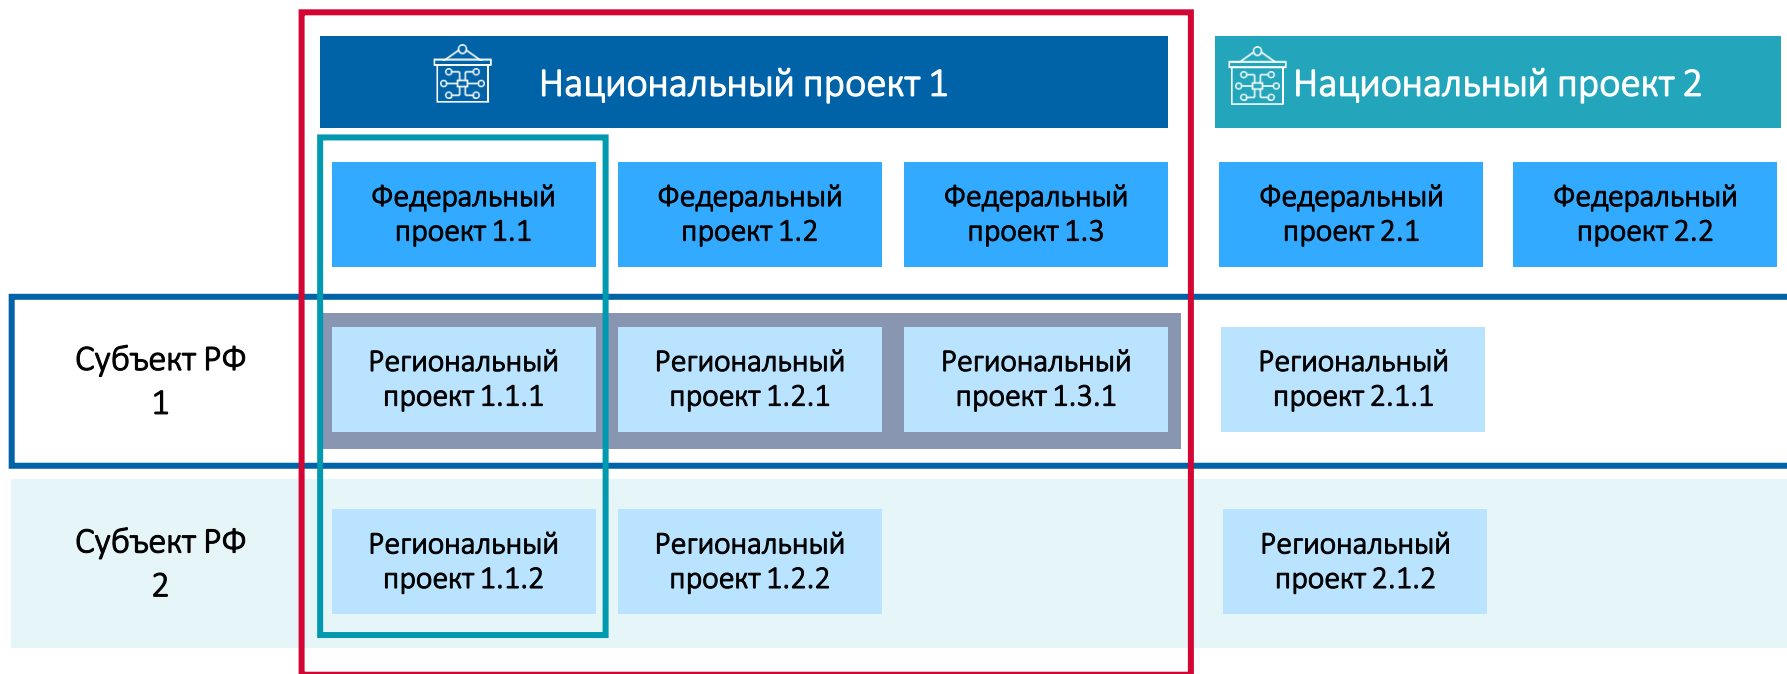 Национальный проект 1
Национальный проект 2
Федеральный
проект 1.1
Федеральный
проект 1.2
Федеральный
проект 1.3
Федеральный
проект 2.1
Федеральный
проект 2.2
Субъект РФ
1
Региональный
проект 1.1.1
Региональный
проект 1.2.1
Региональный
проект 1.3.1
Региональный
проект 2.1.1
Субъект РФ
2
Региональный
проект 1.1.2
Региональный
проект 1.2.2
Региональный
проект 2.1.2